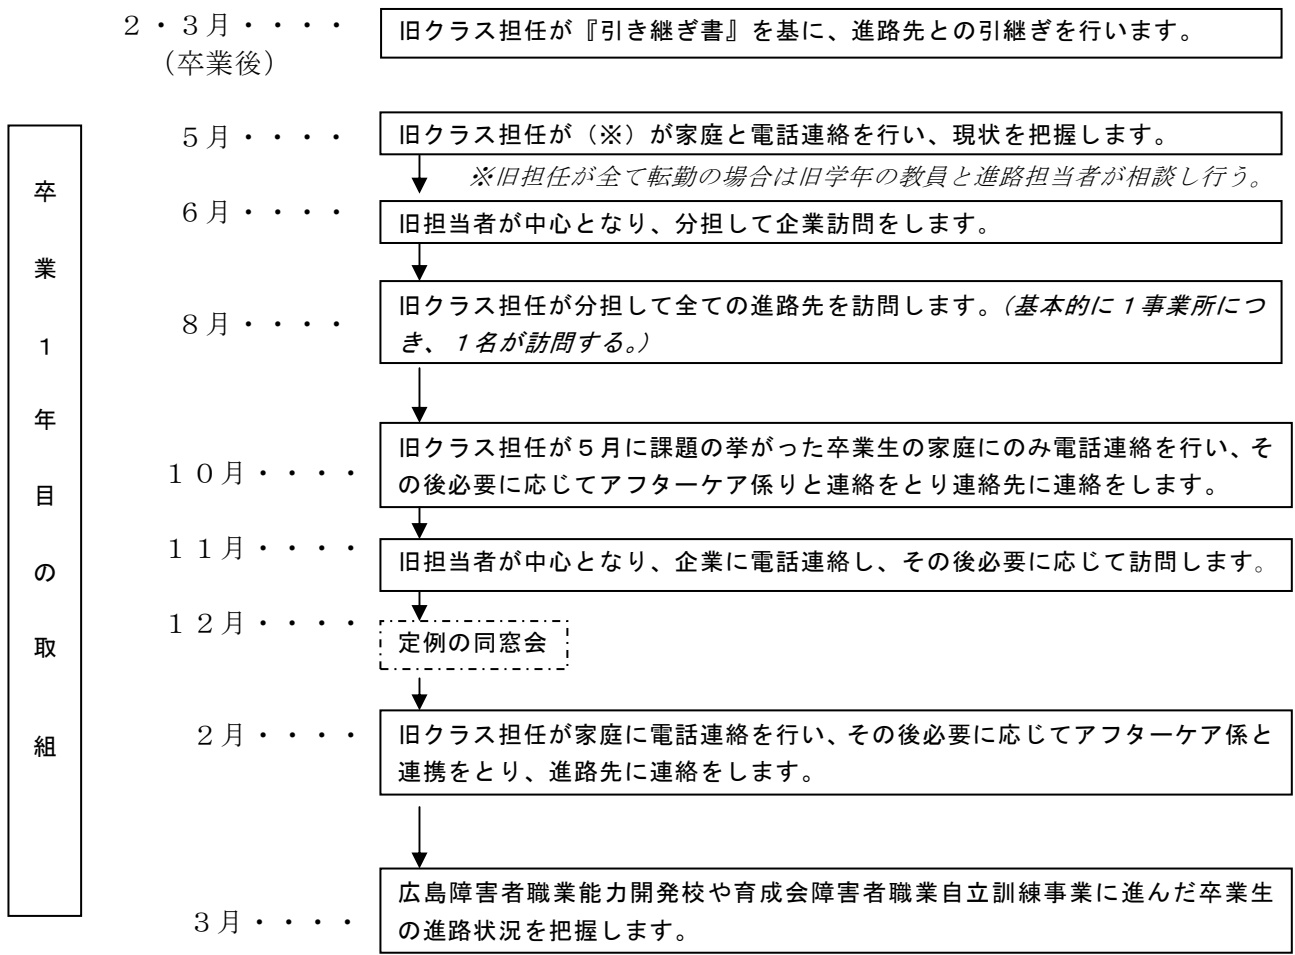 ２・３月・・・・
（卒業後）
旧クラス担任が『引き継ぎ書』を基に、進路先との引継ぎを行います。
卒業１年目の取組
５月・・・・
旧クラス担任が（※）が家庭と電話連絡を行い、現状を把握します。
※旧担任が全て転勤の場合は旧学年の教員と進路担当者が相談し行う。
６月・・・・
旧担当者が中心となり、分担して企業訪問をします。
８月・・・・
旧クラス担任が分担して全ての進路先を訪問します。（基本的に１事業所につ
き、１名が訪問する。）
１０月・・・・
旧クラス担任が５月に課題の挙がった卒業生の家庭にのみ電話連絡を行い、そ
の後必要に応じてアフターケア係りと連絡をとり連絡先に連絡をします。
１１月・・・・
旧担当者が中心となり、企業に電話連絡し、その後必要に応じて訪問します。
１２月・・・・
定例の同窓会
２月・・・・
旧クラス担任が家庭に電話連絡を行い、その後必要に応じてアフターケア係と
連携をとり、進路先に連絡をします。
３月・・・・
広島障害者職業能力開発校や育成会障害者職業自立訓練事業に進んだ卒業生
の進路状況を把握します。